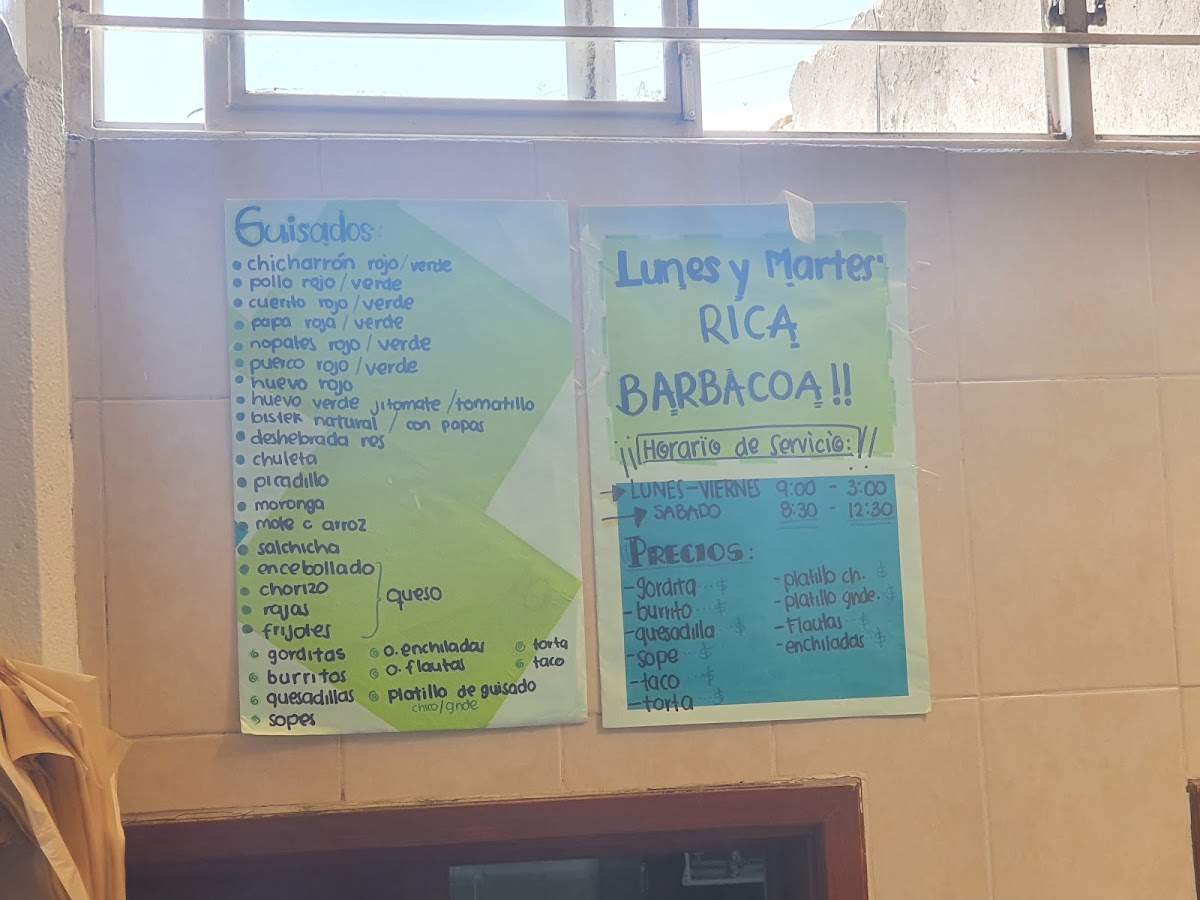 Guisados:
• chicharrón rojo/verde
• pollo rojo/verde
• cuerito rojo/verde
• papa roja/verde
• nopales rojo/verde
• puerco rojo/verde
• huevo rojo
• huevo verde jitomate/tomatillo
• bistek natural / con papas
• deshebrada res
• chuleta
• picadillo
• moronga
• mole c arroz
• salchicha
• encebollado
• chorizo
• rajas
• frijoles
queso
gorditas
burritos
quesadillas
sopes
o. enchiladas
o. flautas
platillo de guisado
chico/gnde
torta
taco
Lunes y Martes:
RICA
BARBACOA!!
¡¡Horario de servicio:!!
LUNES-VIERNES 9:00 - 3:00
SABADO 8:30 - 12:30
PRECIOS:
-gordita $
-burrito $
-quesadilla $
-sope $
-taco $
-torta $
-platillo ch. $
-platillo gnde. $
-Flautas $
-enchiladas $